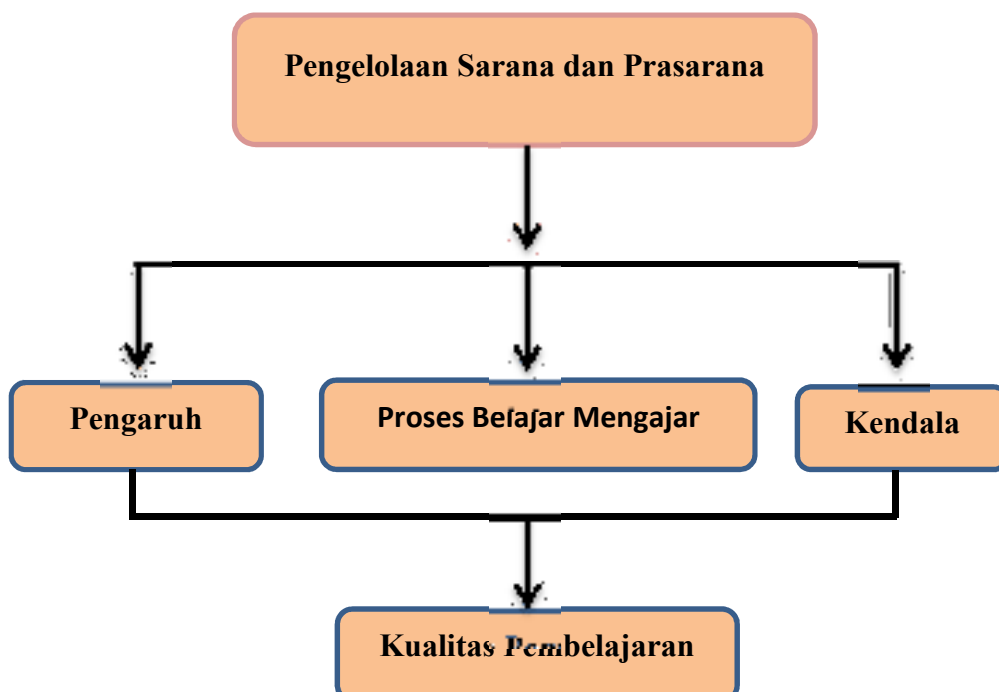 Pengelolaan Sarana dan Prasarana
Pengaruh
Proses Belajar Mengajar
Kendala
Kualitas Pembelajaran